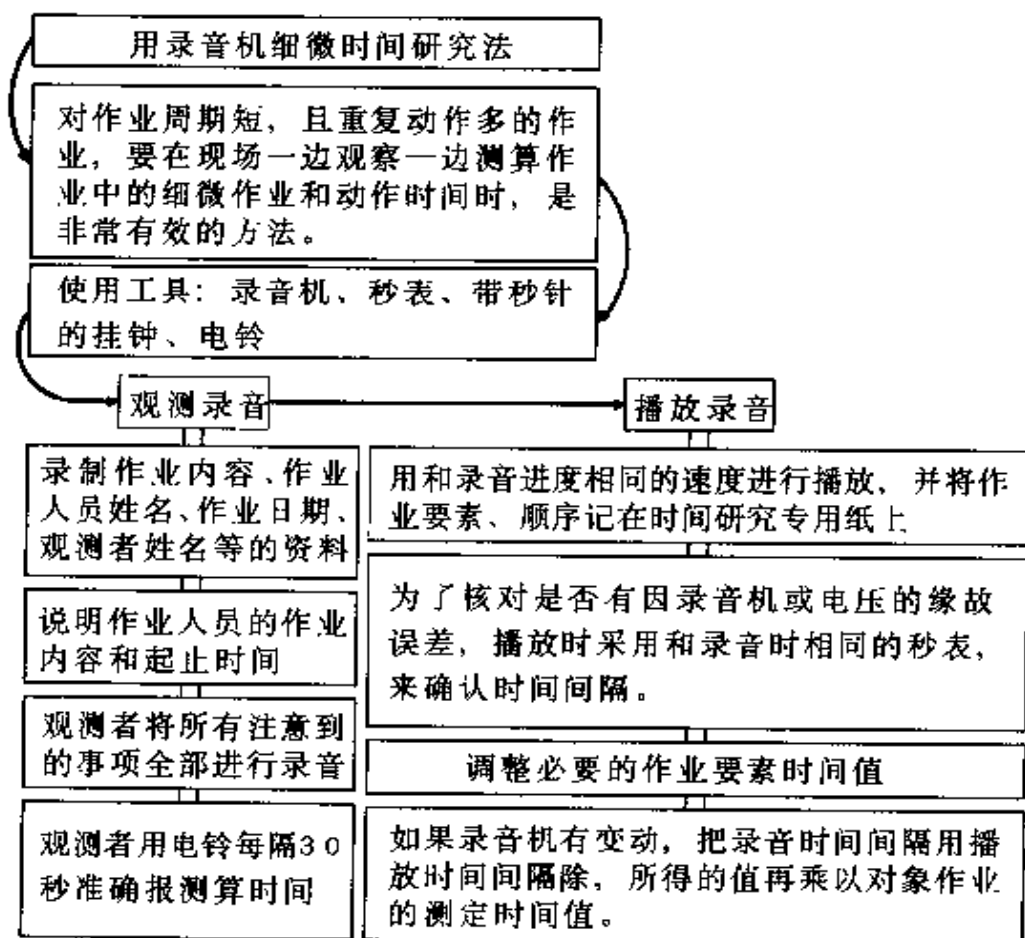 用录音机细微时间研究法
对作业周期短，且重复动作多的作
业，要在现场一边观察一边测算作
业中的细微作业和动作时间时，是
非常有效的方法。
使用工具：录音机、秒表、带秒针
的挂钟、电铃
观测录音
录制作业内容、作业
人员姓名、作业日期、
观测者姓名等的资料
说明作业人员的作业
内容和起止时间
观测者将所有注意到
的事项全部进行录音
观测者用电铃每隔30
秒准确报测算时间
播放录音
用和录音进度相同的速度进行播放，并将作
业要素、顺序记在时间研究专用纸上
为了核对是否有因录音机或电压的缘故
误差，播放时采用和录音时相同的秒表，
来确认时间间隔。
调整必要的作业要素时间值
如果录音机有变动，把录音时间间隔用播
放时间间隔除，所得的值再乘以对象作业
的测定时间值。